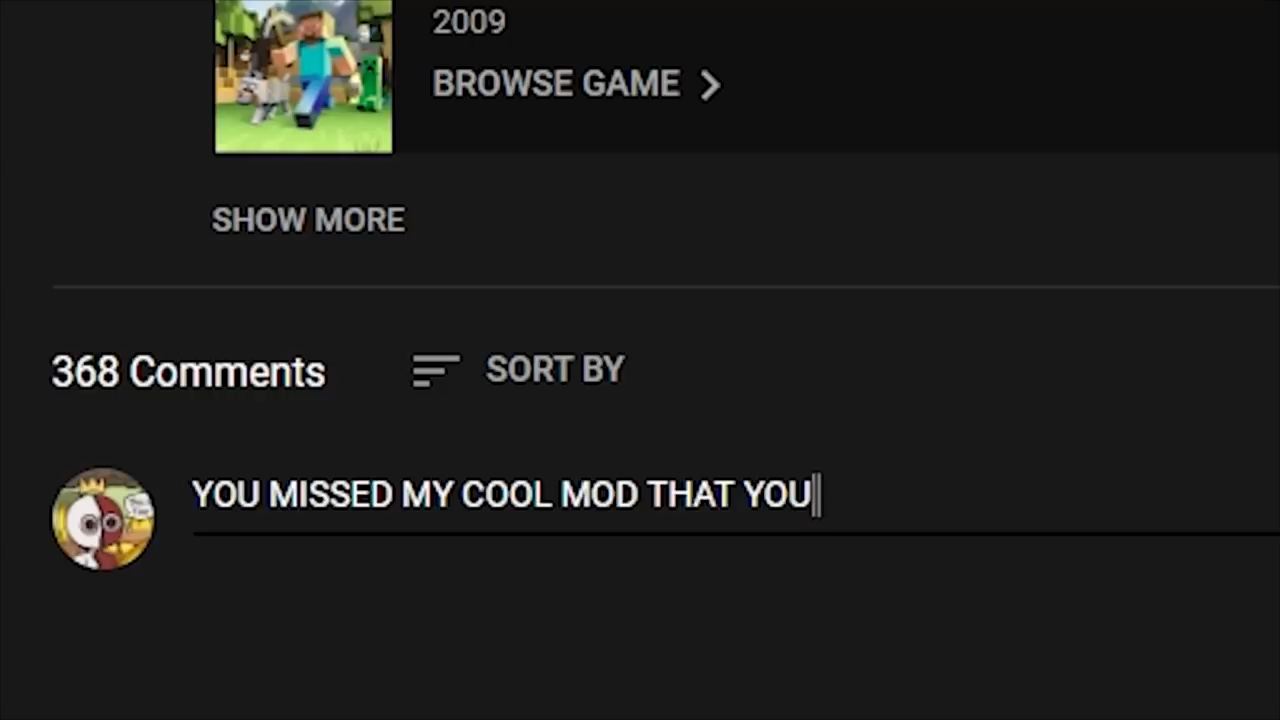 2009
BROWSE GAME
SHOW MORE
368 Comments
SORT BY
YOU MISSED MY COOL MOD THAT YOU